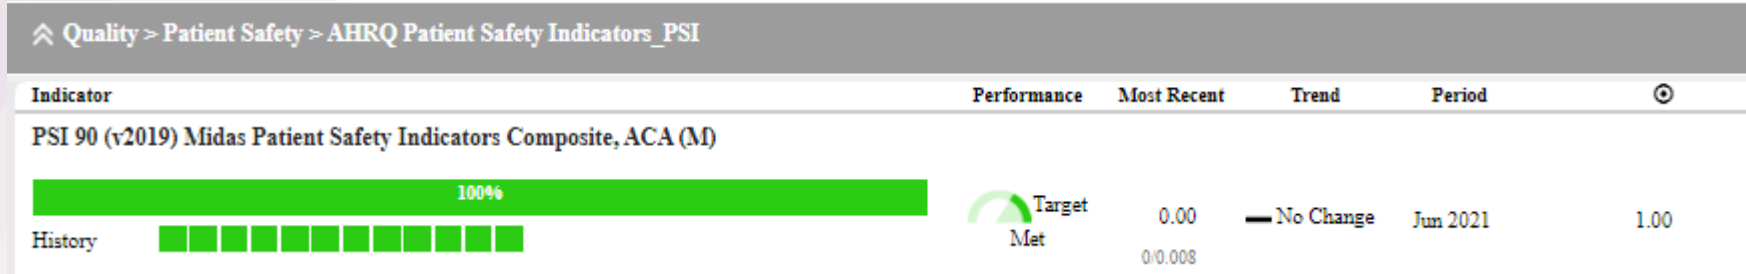 Quality > Patient Safety > AHRQ Patient Safety Indicators_PSI
Indicator Performance Most Recent Trend Period
PSI 90 (v2019) Midas Patient Safety Indicators Composite, ACA (M)
100%
Target Met 0.00 No Change Jun 2021 1.00
History
0/0.008